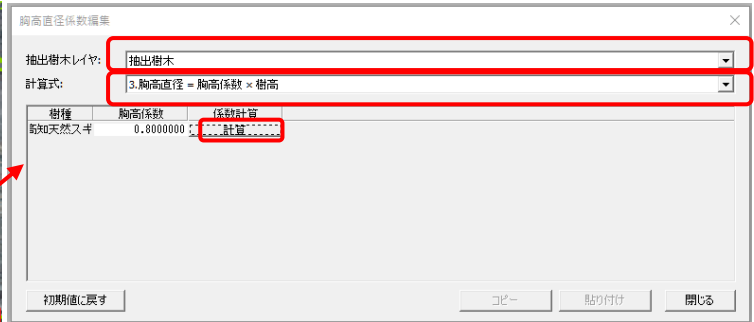 胸高直径係数編集
抽出樹木レイヤ: 抽出樹木
計算式: 3.胸高直径 = 胸高係数 × 樹高
樹種 胸高係数 係数計算
高知天然スギ 0.8000000 計算
初期値に戻す コピー 貼り付け 閉じる